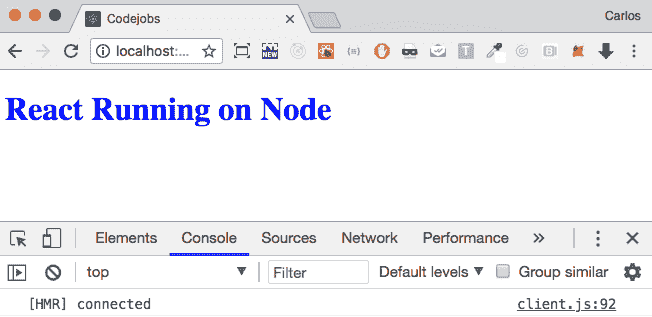 Codejobs
Carlos
localhost:...
NEW
React Running on Node
Elements Console Sources Network Performance
top Filter Default levels Group similar
[HMR] connected client.js:92